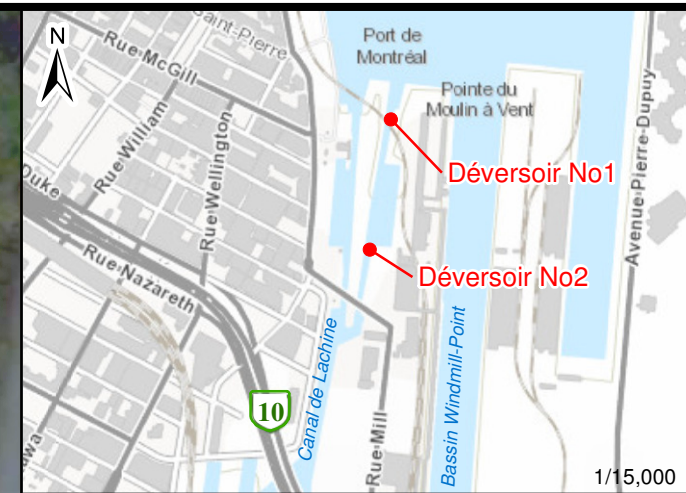 N
Saint-Pierre
Rue McGill
Port de
Montréal
Pointe du
Moulin à Vent
Déversoir No1
Rue William
Rue Wellington
Duke
Rue Nazareth
Avenue Pierre-Dupuy
Déversoir No2
10
Canal de Lachine
Rue Mill
Bassin Windmill-Point
1/15,000